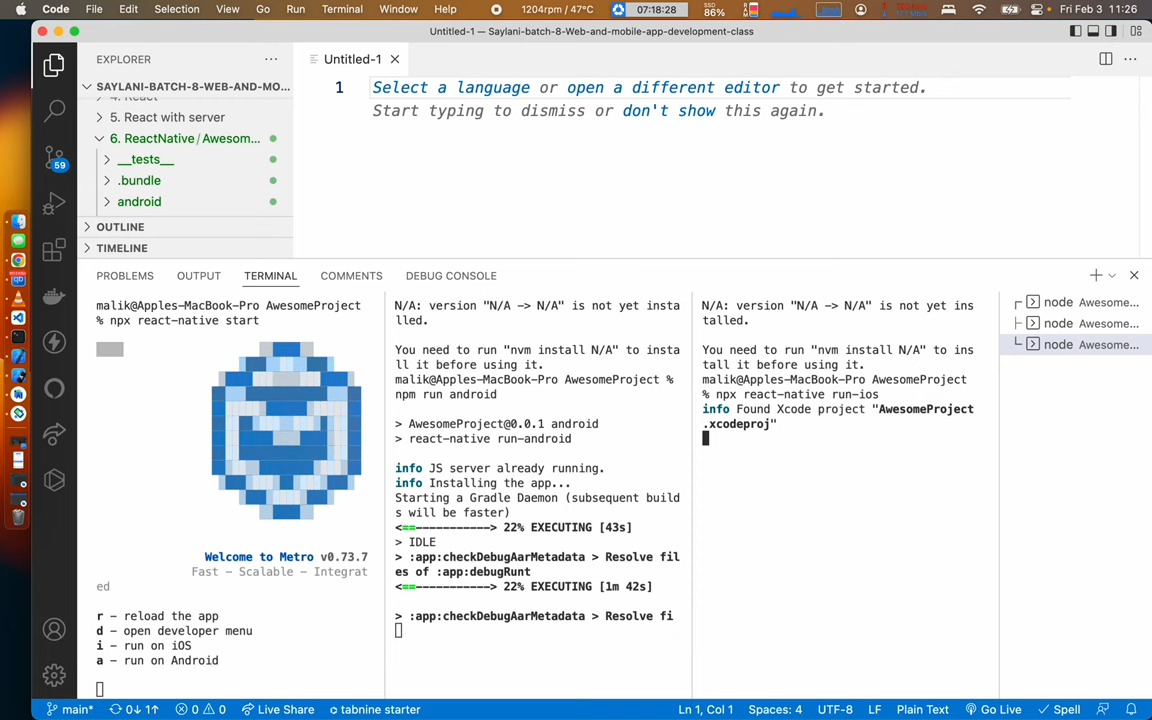 Code File Edit Selection View Go Run Terminal Window Help 1204rpm / 47°C 07:18:28 SSD 86% Fri Feb 3 11:26
Untitled-1 — Saylani-batch-8-Web-and-mobile-app-development-class
EXPLORER
SAYLANI-BATCH-8-WEB-AND-MO...
4. React
5. React with server
6. ReactNative/Awesom...
__tests__
.bundle
android
OUTLINE
TIMELINE
59
Untitled-1
1
Select a language or open a different editor to get started.
Start typing to dismiss or don't show this again.
PROBLEMS OUTPUT TERMINAL COMMENTS DEBUG CONSOLE
malik@Apples-MacBook-Pro AwesomeProject
% npx react-native start
Welcome to Metro v0.73.7
Fast - Scalable - Integrat
ed
r - reload the app
d - open developer menu
i - run on iOS
a - run on Android
N/A: version "N/A -> N/A" is not yet insta
lled.
You need to run "nvm install N/A" to insta
ll it before using it.
malik@Apples-MacBook-Pro AwesomeProject %
npm run android
> AwesomeProject@0.0.1 android
> react-native run-android
info JS server already running.
info Installing the app...
Starting a Gradle Daemon (subsequent build
s will be faster)
<==-----------> 22% EXECUTING [43s]
> IDLE
> :app:checkDebugAarMetadata > Resolve fil
es of :app:debugRunt
<==-----------> 22% EXECUTING [1m 42s]
> :app:checkDebugAarMetadata > Resolve fi
N/A: version "N/A -> N/A" is not yet ins
talled.
You need to run "nvm install N/A" to ins
tall it before using it.
malik@Apples-MacBook-Pro AwesomeProject
% npx react-native run-ios
info Found Xcode project "AwesomeProject
.xcodeproj"
node Awesome...
node Awesome...
node Awesome...
main* 0↓ 1↑ 0 0 Live Share tabnine starter Ln 1, Col 1 Spaces: 4 UTF-8 LF Plain Text Go Live Spell